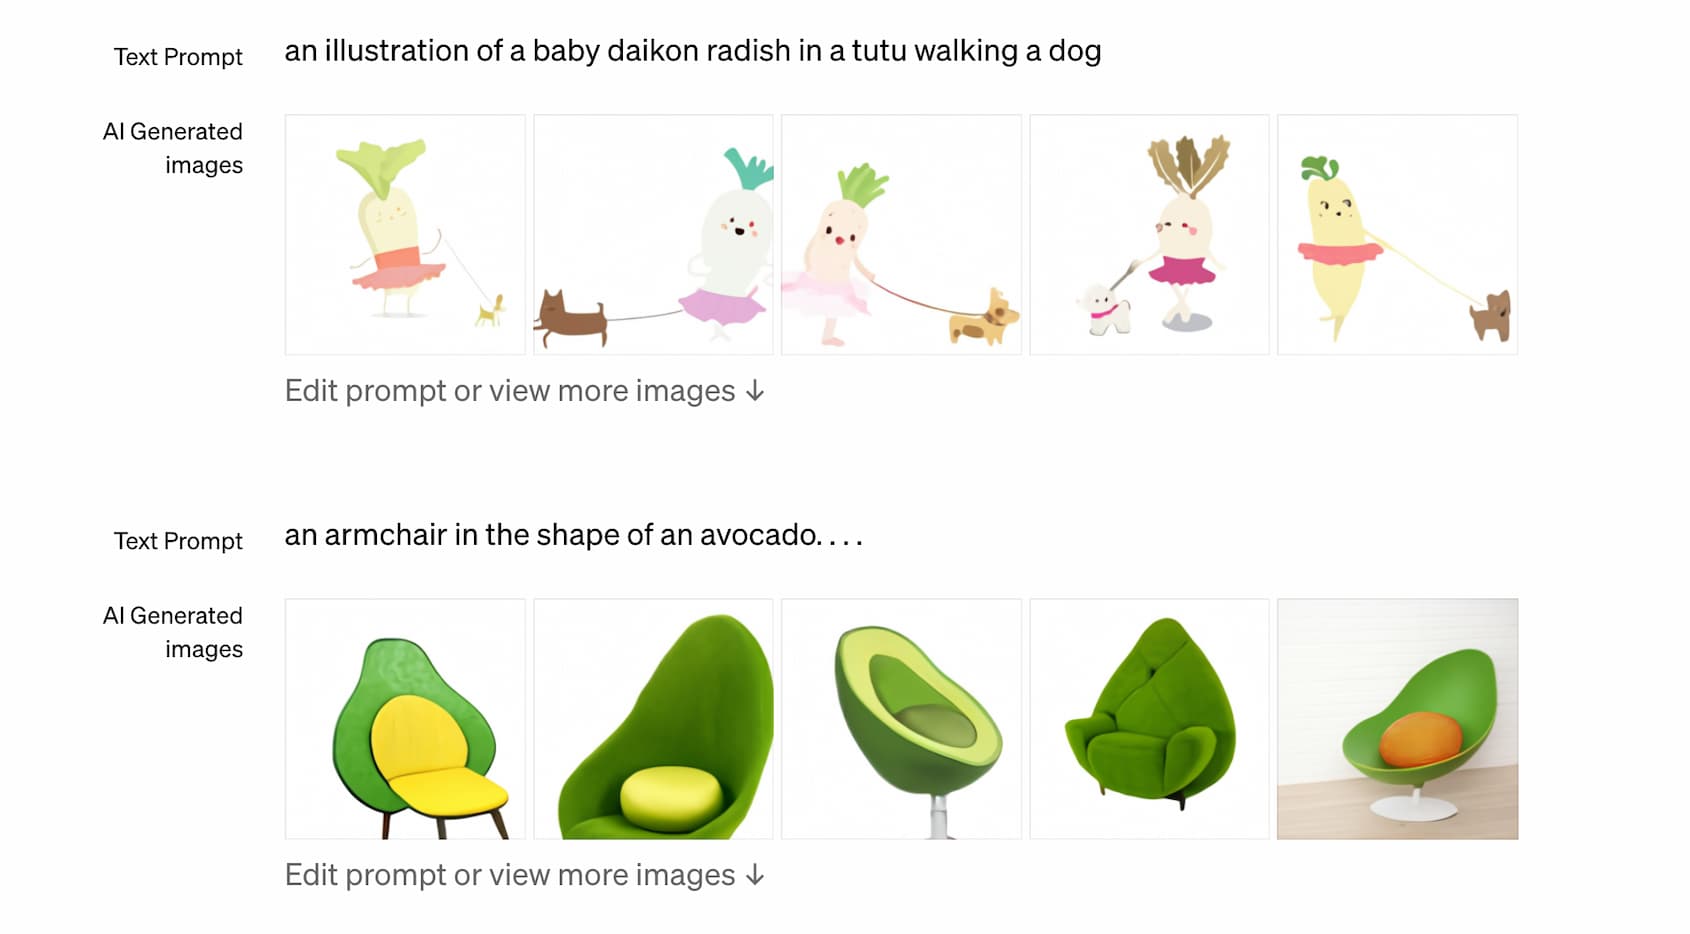 Text Prompt
an illustration of a baby daikon radish in a tutu walking a dog
AI Generated
images
Edit prompt or view more images ↓
Text Prompt
an armchair in the shape of an avocado. . . .
AI Generated
images
Edit prompt or view more images ↓